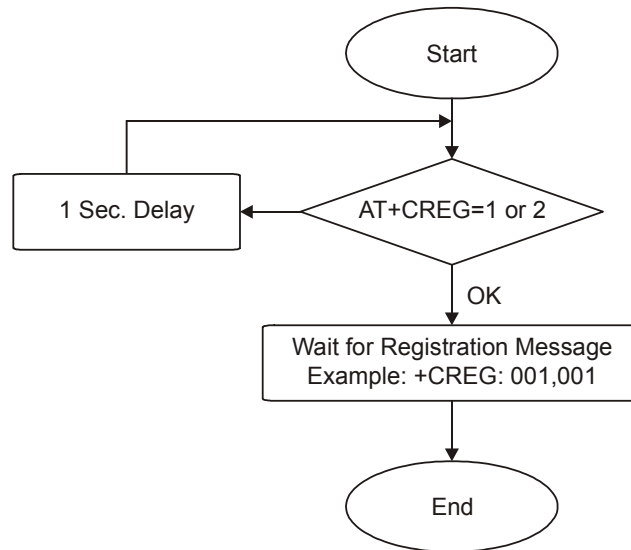 Start
1 Sec. Delay
AT+CREG=1 or 2
OK
Wait for Registration Message
Example: +CREG: 001,001
End